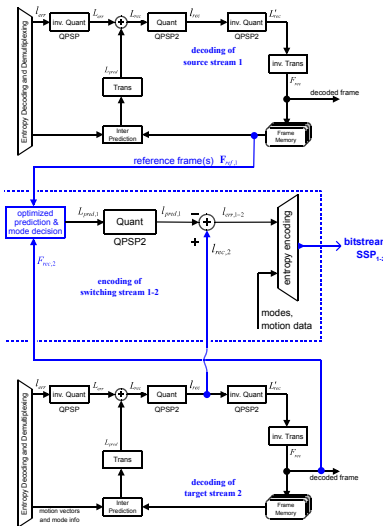 l_err
L_err
L_rec
l_rec
L'_rec
inv. Quant
Quant
inv. Quant
QPSP
QPSP2
QPSP2
decoding of
source stream 1
Entropy Decoding and Demultiplexing
L_pred
inv. Trans
F_rec
Trans
decoded frame
Inter
Prediction
Frame
Memory
reference frame(s) F_ref,1
optimized
prediction &
mode decision
L_pred,1
Quant
QPSP2
l_pred,1
l_err,1-2
entropy encoding
bitstream
SSP_1-2
F_rec,2
encoding of
switching stream 1-2
l_rec,2
modes,
motion data
l_err
L_err
L_rec
l_rec
L'_rec
inv. Quant
Quant
inv. Quant
QPSP
QPSP2
QPSP2
Entropy Decoding and Demultiplexing
L_pred
inv. Trans
F_rec
Trans
decoded frame
decoding of
target stream 2
motion vectors
and mode info
Inter
Prediction
Frame
Memory